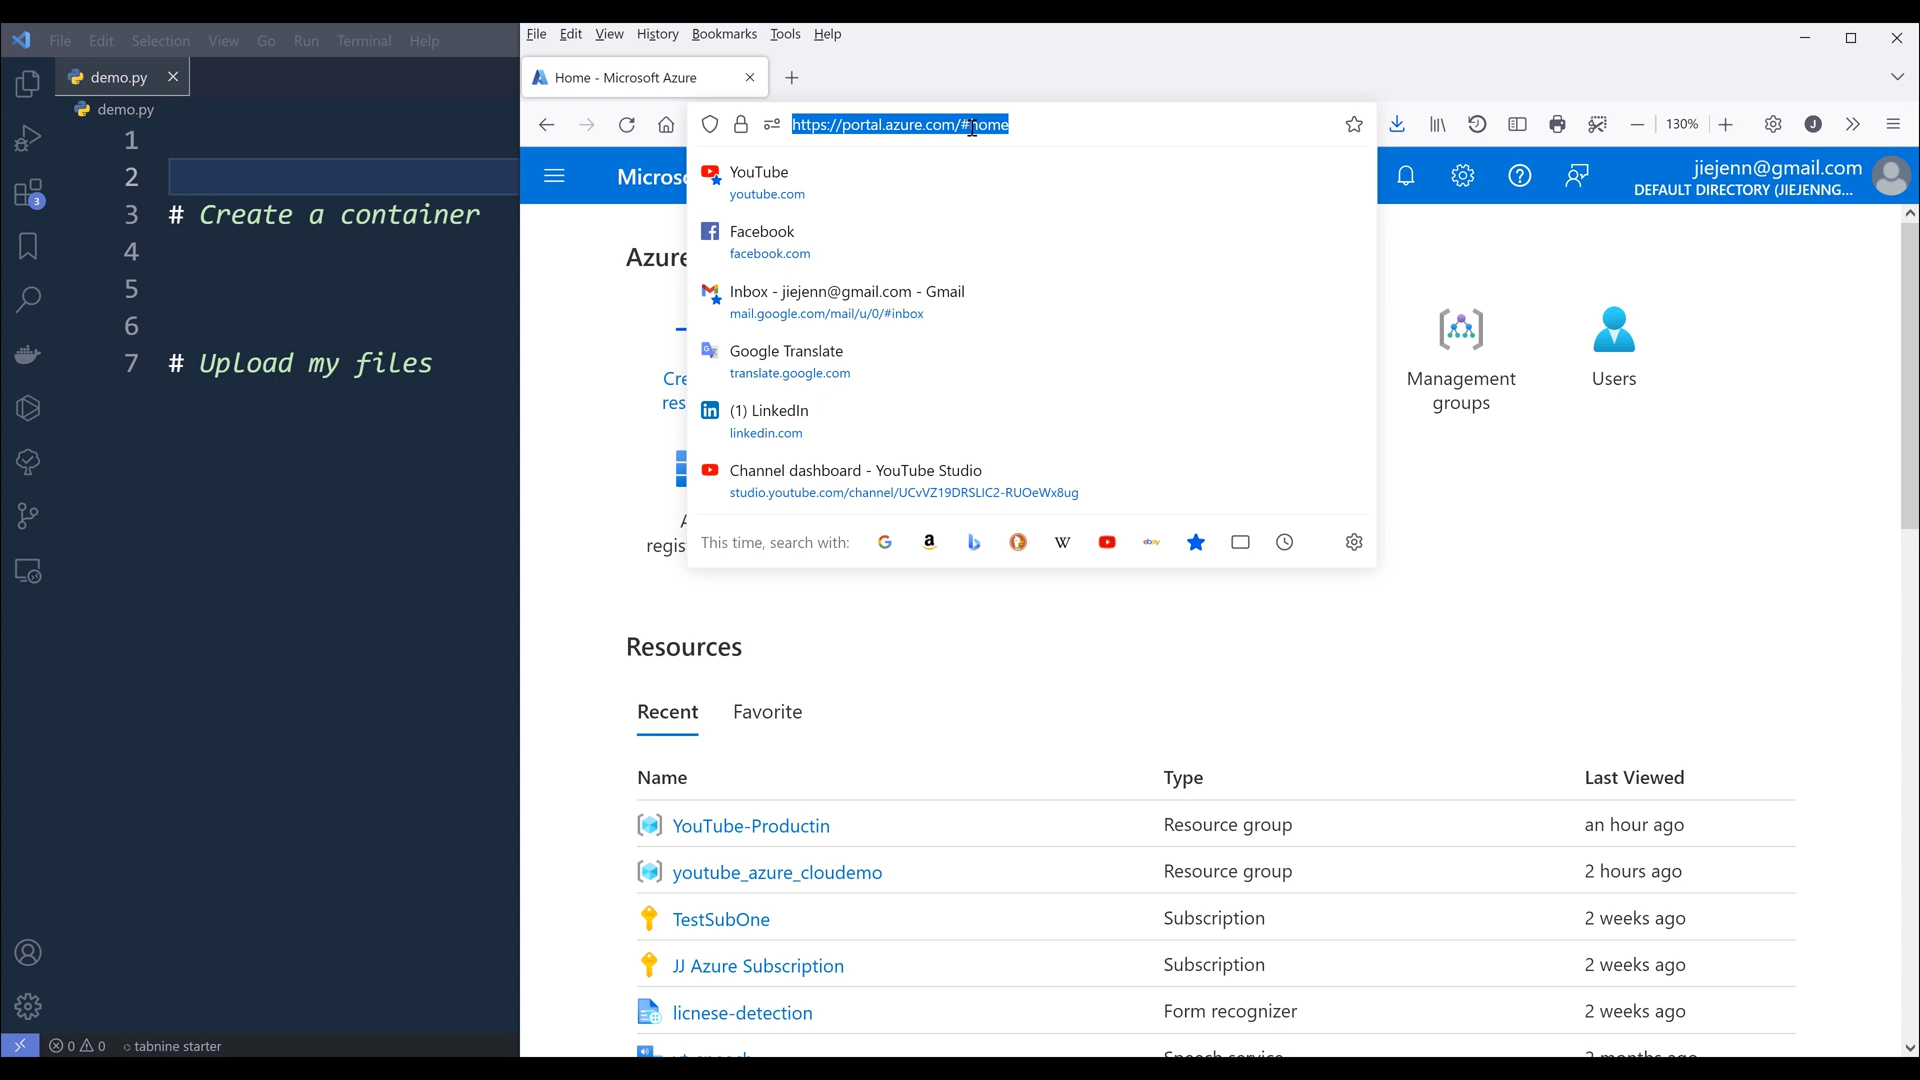 File Edit Selection View Go Run Terminal Help
demo.py
demo.py
1
2
3 # Create a container
4
5
6
7 # Upload my files
3
0 0 tabnine starter
File Edit View History Bookmarks Tools Help
Home - Microsoft Azure
https://portal.azure.com/#home
130%
J
YouTube
youtube.com
Facebook
facebook.com
Inbox - jiejenn@gmail.com - Gmail
mail.google.com/mail/u/0/#inbox
Google Translate
translate.google.com
(1) LinkedIn
linkedin.com
Channel dashboard - YouTube Studio
studio.youtube.com/channel/UCvVZ19DRSLIC2-RUOeWx8ug
This time, search with:
jiejenn@gmail.com
DEFAULT DIRECTORY (JIEJENNG...
Azure
Management
groups
Users
Resources
Recent Favorite
Name Type Last Viewed
YouTube-Productin Resource group an hour ago
youtube_azure_cloudemo Resource group 2 hours ago
TestSubOne Subscription 2 weeks ago
JJ Azure Subscription Subscription 2 weeks ago
licnese-detection Form recognizer 2 weeks ago